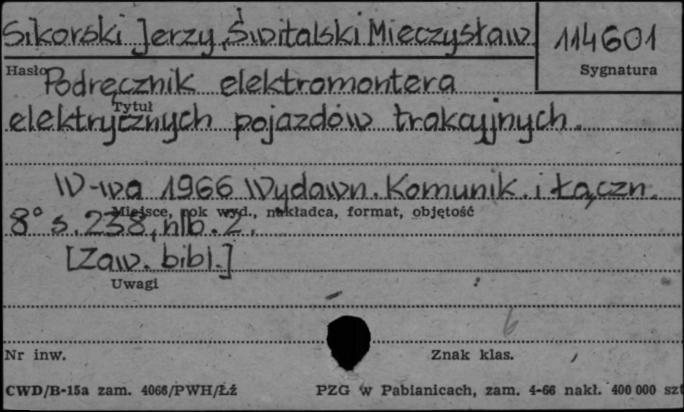 Sikorski Jerzy, Świtalski Mieczysław
114601
Hasło
Sygnatura
Podręcznik elektromontera
Tytuł
elektrycznych pojazdów trakcyjnych.
W-wa 1966 Wydawn. Komunik. i Łączn.
Miejsce, rok wyd., nakładca, format, objętość
8° s. 238, nlb. 2.
[Zaw. bibl.]
Uwagi
6
Nr inw.
Znak klas.
CWD/B-15a zam. 4066/PWH/Łż
PZG w Pabianicach, zam. 4-66 nakł. 400 000 szt